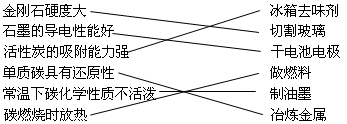 金刚石硬度大 冰箱去味剂
石墨的导电性能好 切割玻璃
活性炭的吸附能力强 干电池电极
单质碳具有还原性 做燃料
常温下碳化学性质不活泼 制油墨
碳燃烧时放热 冶炼金属